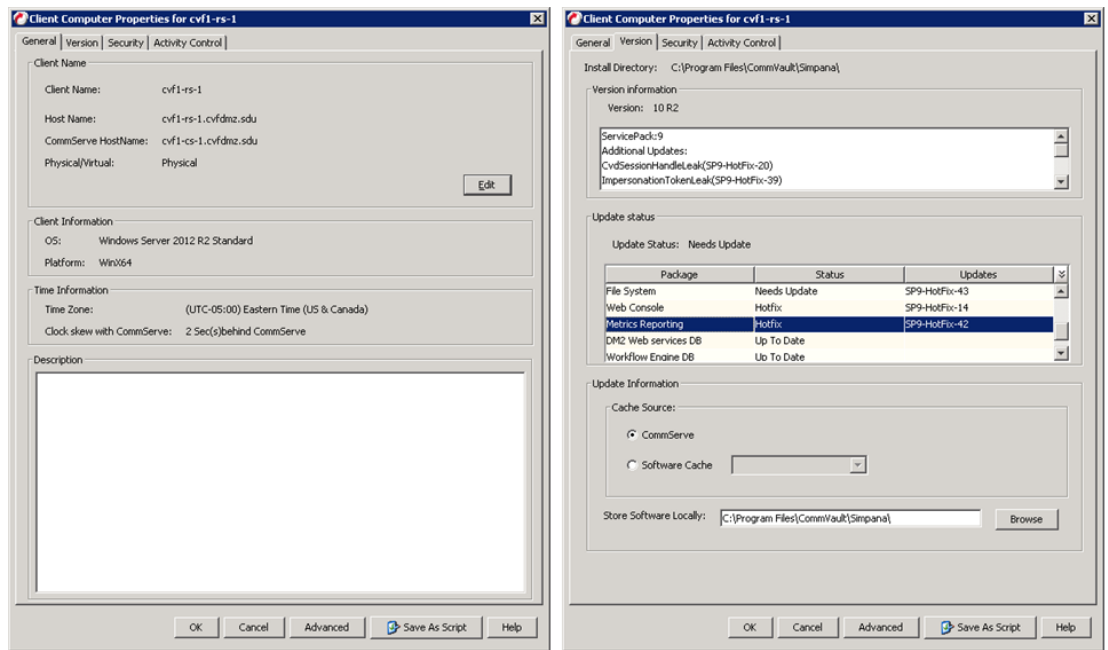 Client Computer Properties for cvf1-rs-1
General Version Security Activity Control
Client Name
Client Name: cvf1-rs-1
Host Name: cvf1-rs-1.cvfdmz.sdu
CommServe HostName: cvf1-cs-1.cvfdmz.sdu
Physical/Virtual: Physical
Edit
Client Information
OS: Windows Server 2012 R2 Standard
Platform: WinX64
Time Information
Time Zone: (UTC-05:00) Eastern Time (US & Canada)
Clock skew with CommServe: 2 Sec(s)behind CommServe
Description
OK Cancel Advanced Save As Script Help
Client Computer Properties for cvf1-rs-1
General Version Security Activity Control
Install Directory: C:\Program Files\CommVault\Simpana\
Version information
Version: 10 R2
ServicePack:9
Additional Updates:
CvdSessionHandleLeak(SP9-HotFix-20)
ImpersonationTokenLeak(SP9-HotFix-39)
Update status
Update Status: Needs Update
Package Status Updates
File System Needs Update SP9-HotFix-43
Web Console Hotfix SP9-HotFix-14
Metrics Reporting Hotfix SP9-HotFix-42
DM2 Web services DB Up To Date
Workflow Engine DB Up To Date
Update Information
Cache Source:
CommServe
Software Cache
Store Software Locally: C:\Program Files\CommVault\Simpana\ Browse
OK Cancel Advanced Save As Script Help